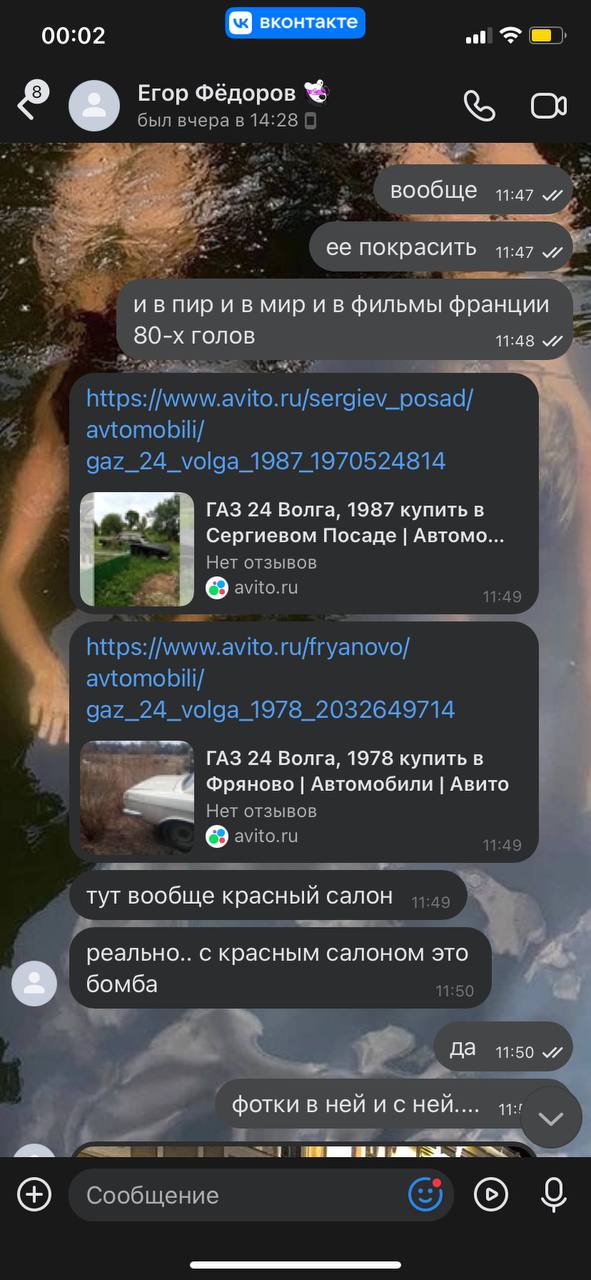 00:02
вконтакте
8
Егор Фёдоров
был вчера в 14:28
вообще 11:47
ее покрасить 11:47
и в пир и в мир и в фильмы франции
80-х голов 11:48
https://www.avito.ru/sergiev_posad/
avtomobili/
gaz_24_volga_1987_1970524814
ГАЗ 24 Волга, 1987 купить в
Сергиевом Посаде | Автомо...
Нет отзывов
avito.ru 11:49
https://www.avito.ru/fryanovo/
avtomobili/
gaz_24_volga_1978_2032649714
ГАЗ 24 Волга, 1978 купить в
Фряново | Автомобили | Авито
Нет отзывов
avito.ru 11:49
тут вообще красный салон 11:49
реально.. с красным салоном это
бомба 11:50
да 11:50
фотки в ней и с ней....
Сообщение